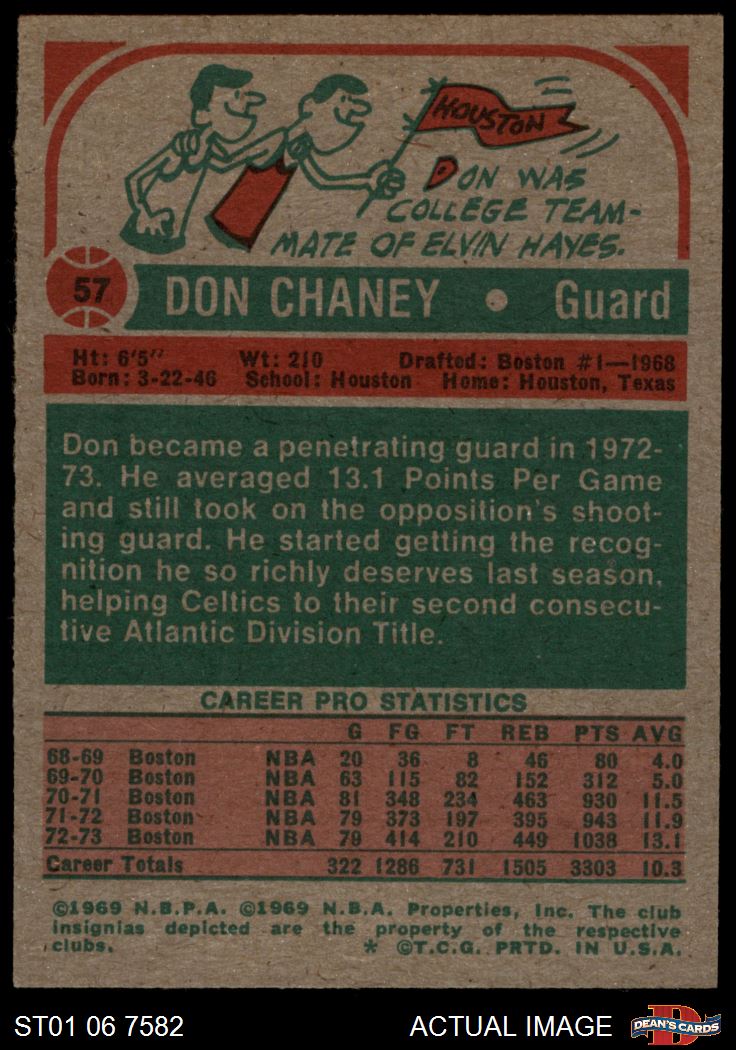 HOUSTON
DON WAS
COLLEGE TEAM-
MATE OF ELVIN HAYES.
57 DON CHANEY • Guard
Ht: 6'5" Wt: 210 Drafted: Boston #1—1968
Born: 3-22-46 School: Houston Home: Houston, Texas
Don became a penetrating guard in 1972-
73. He averaged 13.1 Points Per Game
and still took on the opposition's shoot-
ing guard. He started getting the recog-
nition he so richly deserves last season,
helping Celtics to their second consecu-
tive Atlantic Division Title.
CAREER PRO STATISTICS
G FG FT REB PTS AVG
68-69 Boston NBA 20 36 8 46 80 4.0
69-70 Boston NBA 63 115 82 152 312 5.0
70-71 Boston NBA 81 348 234 463 930 11.5
71-72 Boston NBA 79 373 197 395 943 11.9
72-73 Boston NBA 79 414 210 449 1038 13.1
Career Totals 322 1286 731 1505 3303 10.3
©1969 N.B.P.A. ©1969 N.B.A. Properties, Inc. The club
insignias depicted are the property of the respective
clubs. * ©T.C.G. PRTD. IN U.S.A.
ST01 06 7582 ACTUAL IMAGE DEAN'S CARDS